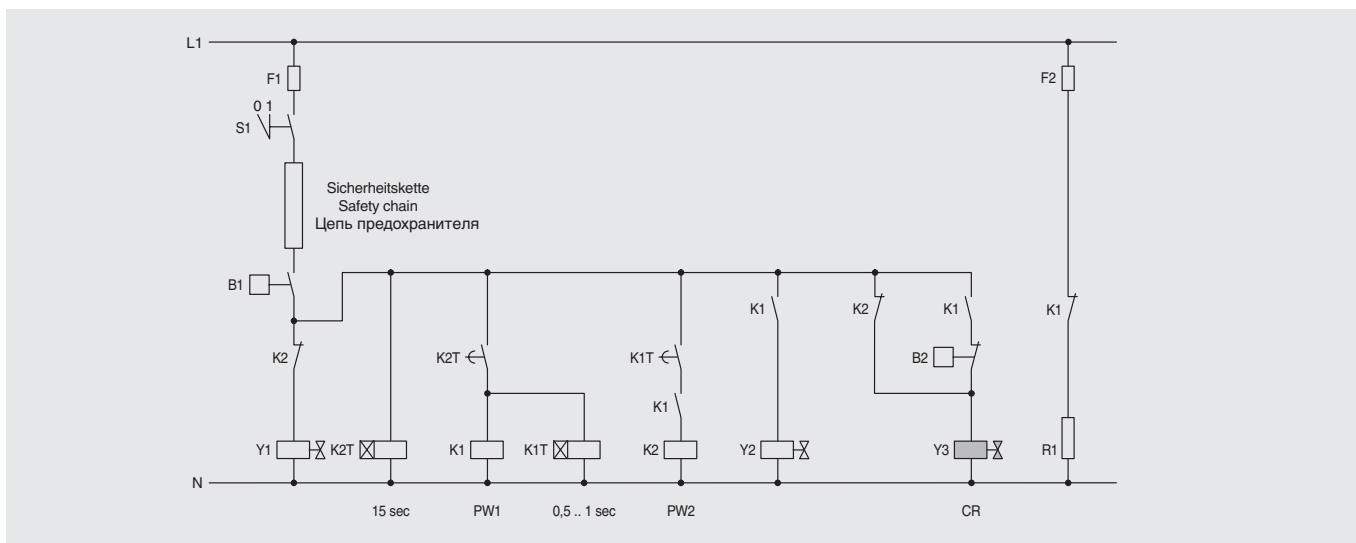 L1
F1
F2
0 1
S1
Sicherheitskette
Safety chain
Цепь предохранителя
B1
K1
K2
K1
K1
K2
K2T
K1T
B2
K1
Y1
K2T
K1
K1T
K2
Y2
Y3
R1
N
15 sec
PW1
0,5 .. 1 sec
PW2
CR